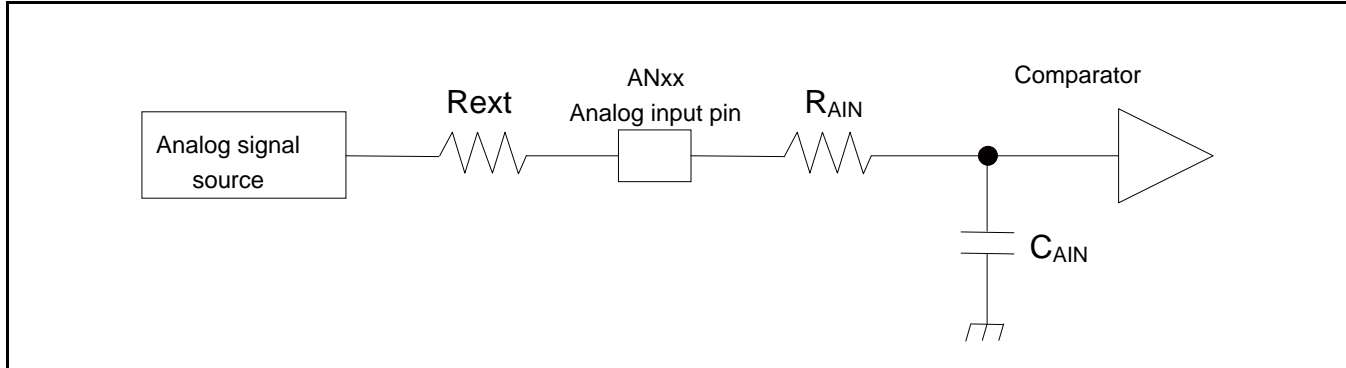 Analog signal
source
Rext
ANxx
Analog input pin
RAIN
Comparator
CAIN